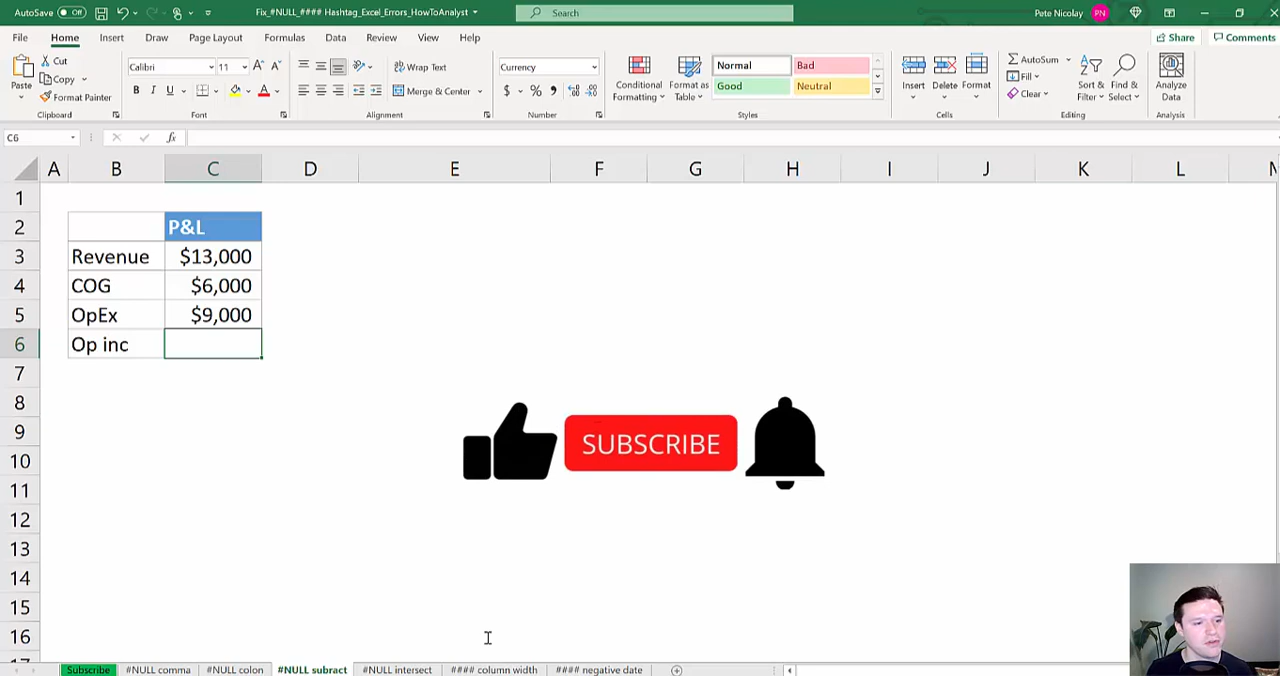 AutoSave Off Fix_#NULL_#### Hashtag_Excel_Errors_HowToAnalyst Search Pete Nicolay PN
File Home Insert Draw Page Layout Formulas Data Review View Help Share Comments
Paste Cut Copy Format Painter Clipboard
Calibri 11 A A B I U A Font
Wrap Text Merge & Center Alignment
Currency $ % Number
Conditional Formatting Format as Table Normal Bad Good Neutral Styles
Insert Delete Format Cells
AutoSum Fill Clear Sort & Filter Find & Select Editing
Analyze Data Analysis
C6 fx
A B C D E F G H I J K L
1
2 P&L
3 Revenue $13,000
4 COG $6,000
5 OpEx $9,000
6 Op inc
7
8
9
10
11
12
13
14
15
16
SUBSCRIBE
Subscribe #NULL comma #NULL colon #NULL subract #NULL intersect #### column width #### negative date